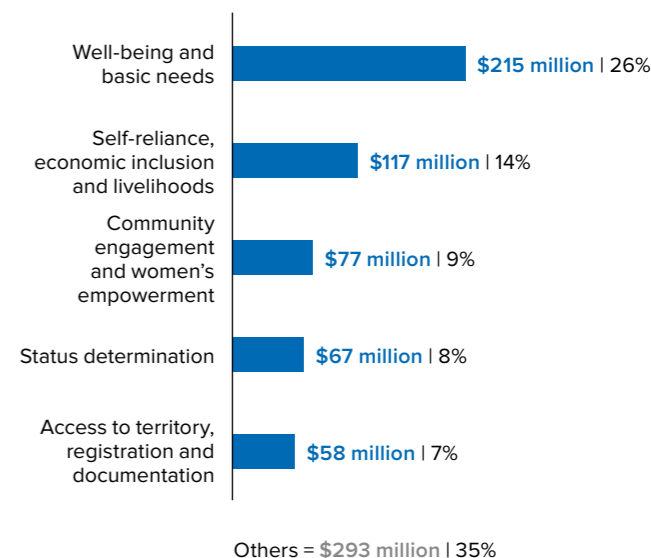 Well-being and
basic needs
$215 million | 26%
Self-reliance,
economic inclusion
and livelihoods
$117 million | 14%
Community
engagement
and women's
empowerment
$77 million | 9%
Status determination
$67 million | 8%
Access to territory,
registration and
documentation
$58 million | 7%
Others = $293 million | 35%